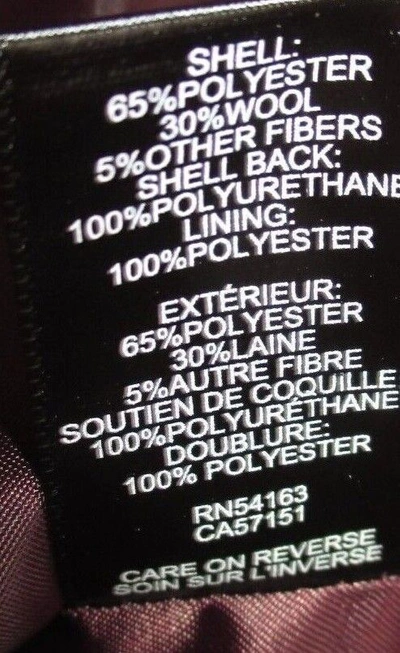 SHELL:
65%POLYESTER
30%WOOL
5%OTHER FIBERS
SHELL BACK:
100%POLYURETHANE
LINING:
100%POLYESTER
EXTÉRIEUR:
65%POLYESTER
30%LAINE
5%AUTRE FIBRE
SOUTIEN DE COQUILLE
100%POLYURÉTHANE
DOUBLURE:
100% POLYESTER
RN54163
CA57151
CARE ON REVERSE
SOIN SUR L'INVERSE